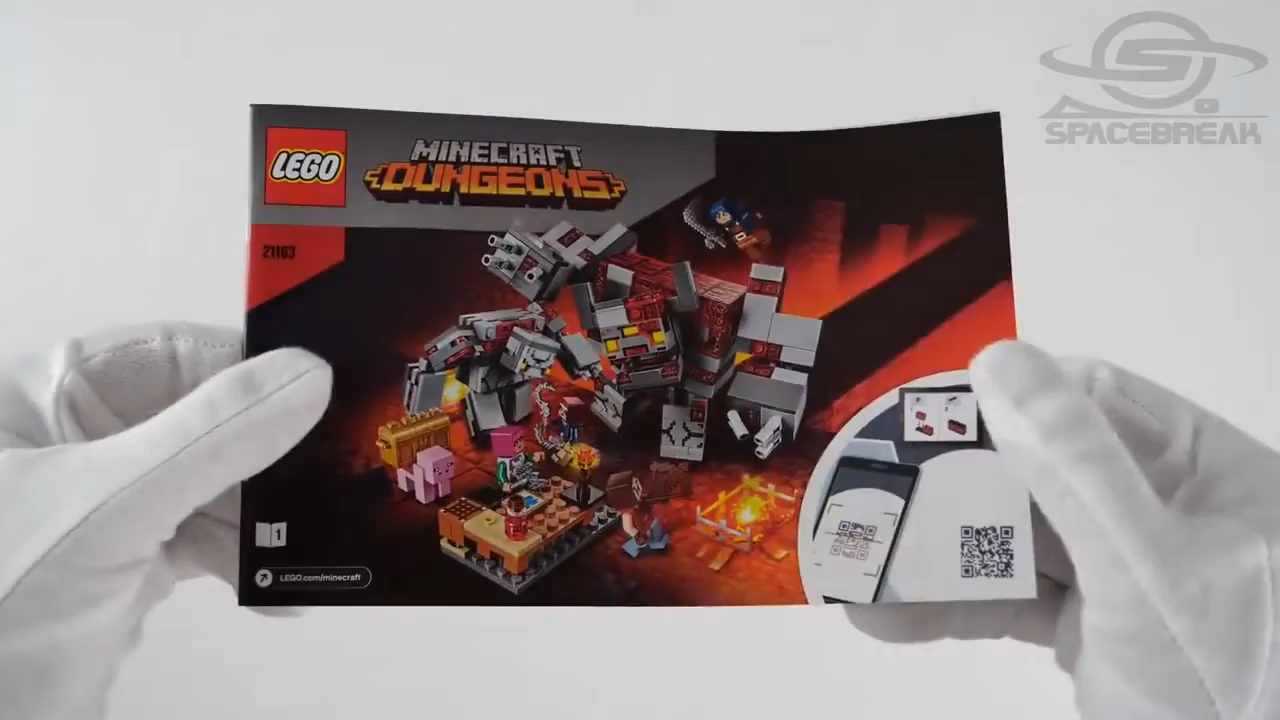 SPACEBREAK
LEGO
MINECRAFT
DUNGEONS
21163
1
LEGO.com/minecraft